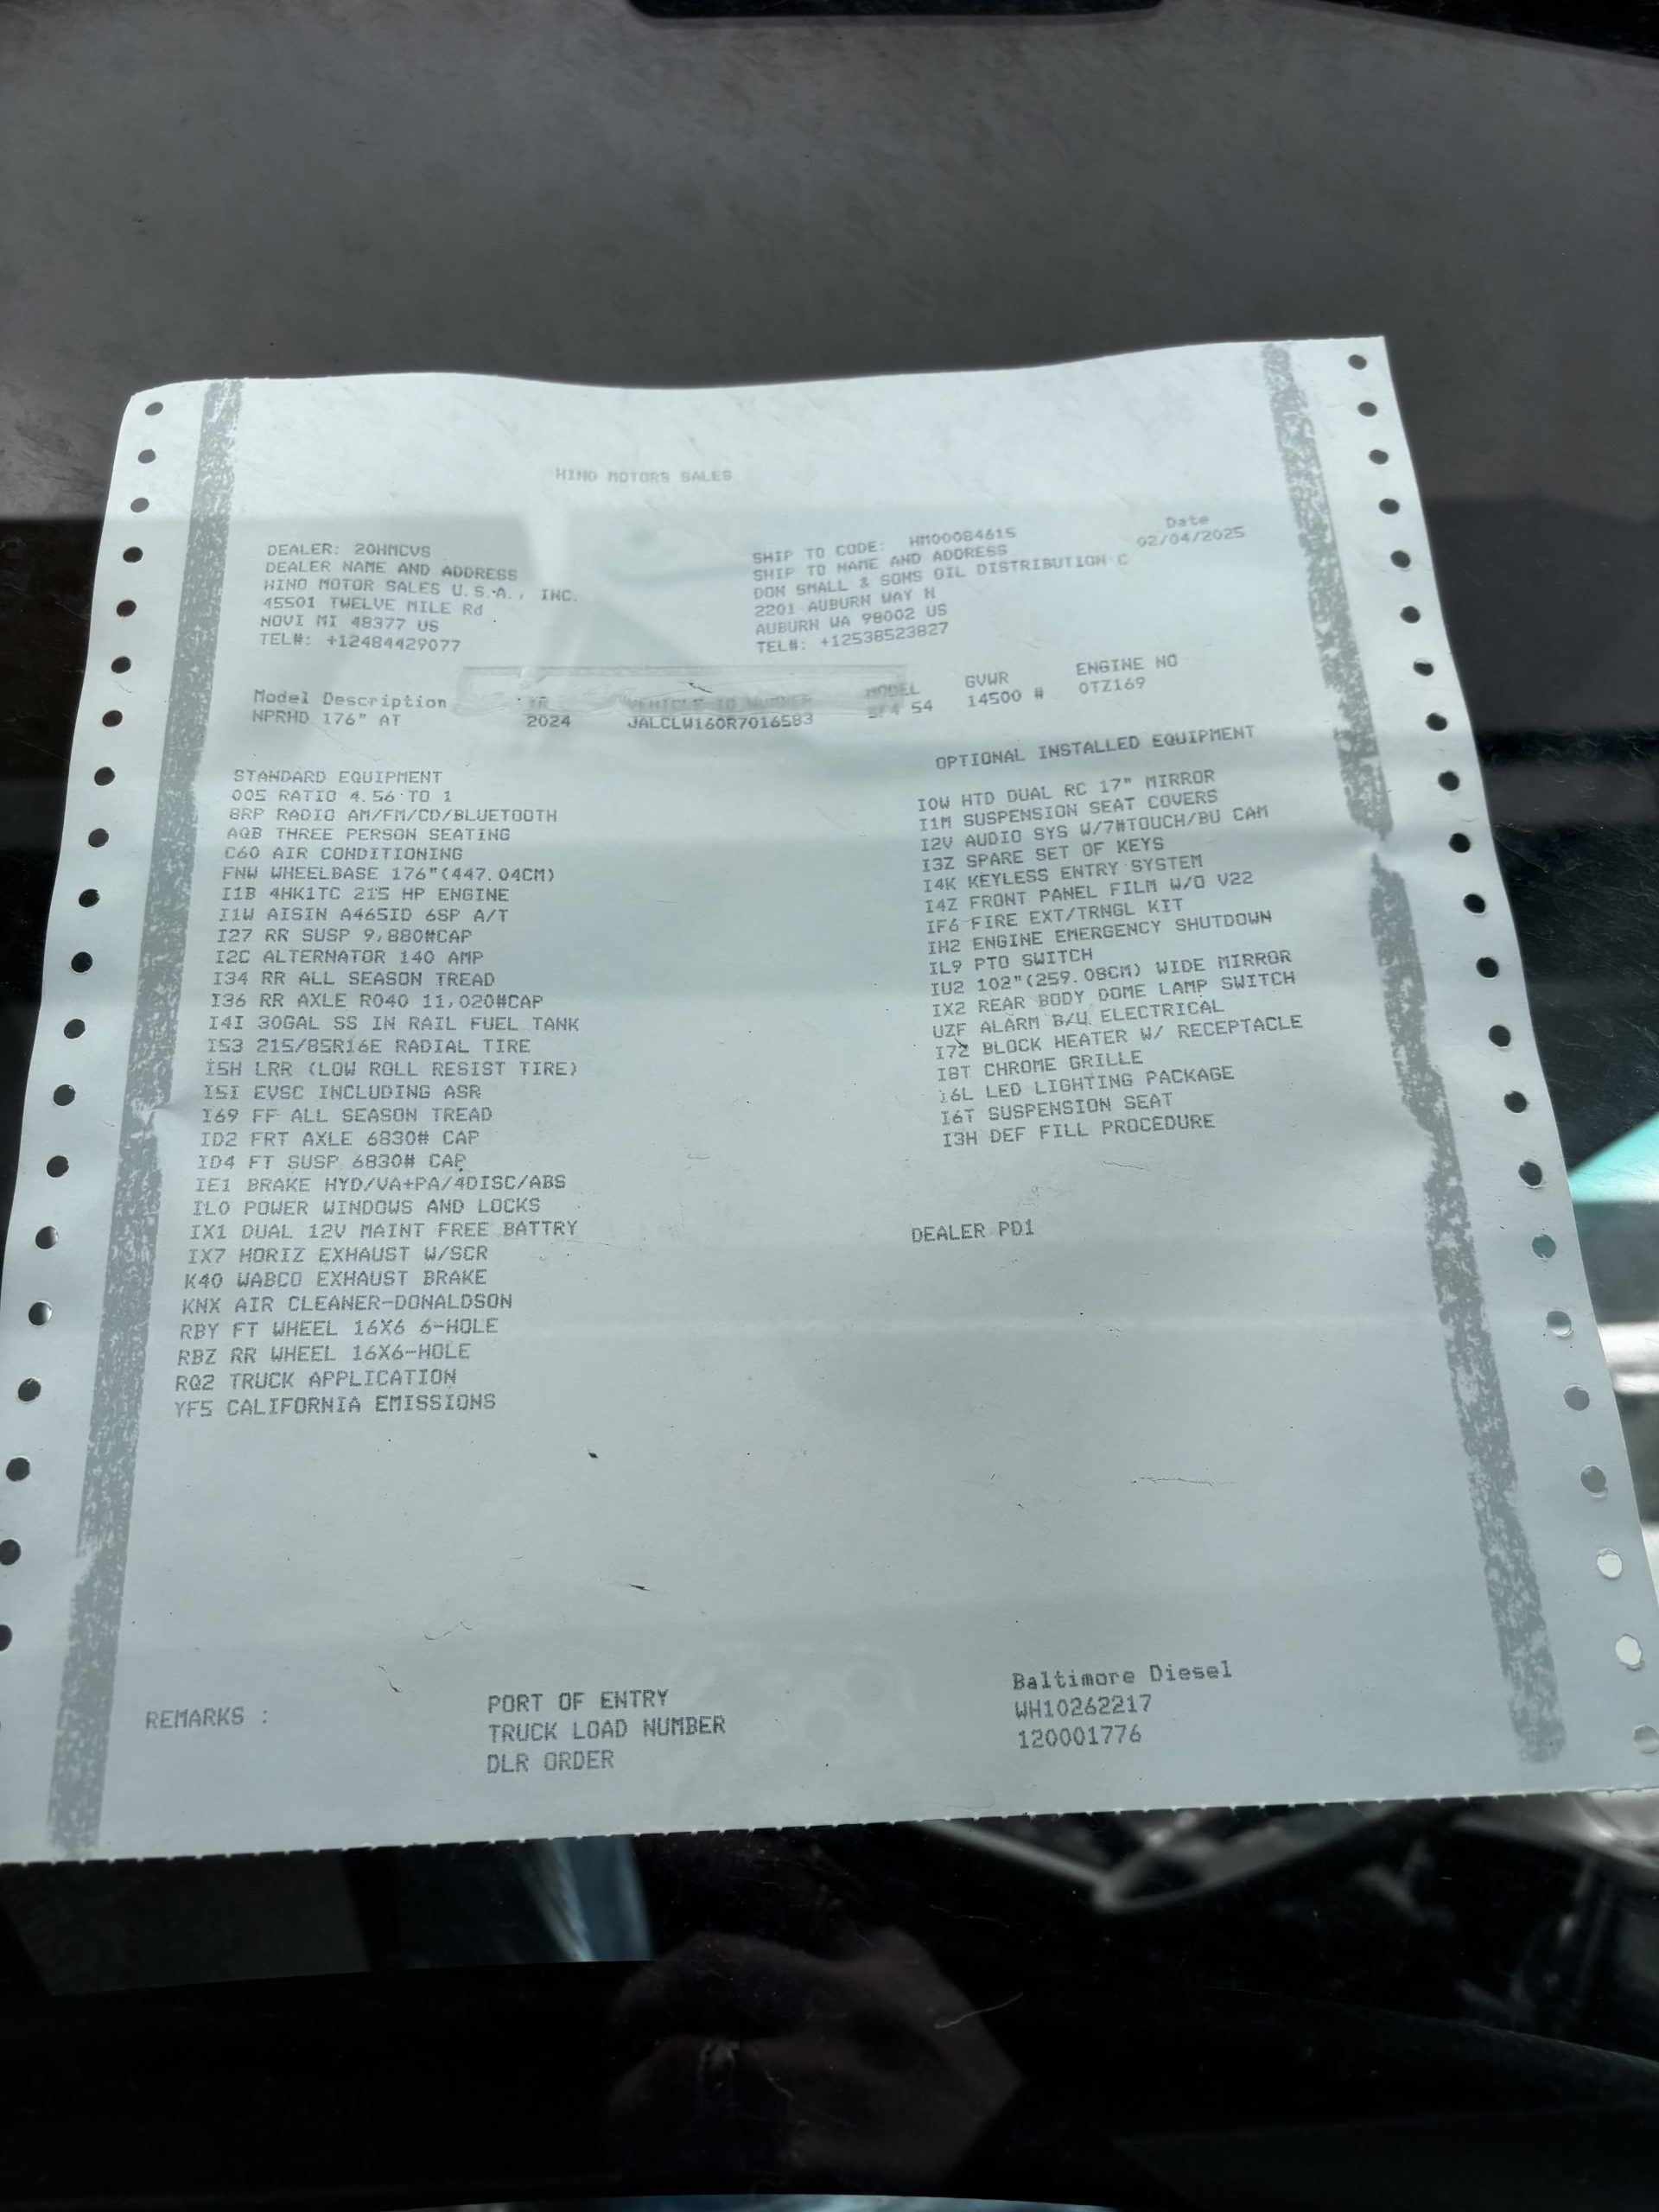 HINO MOTORS SALES
Date
02/04/2025
DEALER: 20HMCVS
DEALER NAME AND ADDRESS
HINO MOTOR SALES U.S.A., INC.
45501 TWELVE MILE Rd
NOVI MI 48377 US
TEL#: +12484429077
SHIP TO CODE: HM00084615
SHIP TO NAME AND ADDRESS
DON SMALL & SONS OIL DISTRIBUTION C
2201 AUBURN WAY N
AUBURN WA 98002 US
TEL#: +12538523827
Model Description YR VEHICLE ID NUMBER MODEL GVWR ENGINE NO
NPRHD 176" AT 2024 JALCLW160R7016583 54 14500 # 0TZ169
STANDARD EQUIPMENT
005 RATIO 4.56 TO 1
8RP RADIO AM/FM/CD/BLUETOOTH
AQB THREE PERSON SEATING
C60 AIR CONDITIONING
FNW WHEELBASE 176"(447.04CM)
I1B 4HK1TC 215 HP ENGINE
I1W AISIN A465ID 6SP A/T
I27 RR SUSP 9,880#CAP
I2C ALTERNATOR 140 AMP
I34 RR ALL SEASON TREAD
I36 RR AXLE R040 11,020#CAP
I4I 30GAL SS IN RAIL FUEL TANK
I53 215/85R16E RADIAL TIRE
I5H LRR (LOW ROLL RESIST TIRE)
I5I EVSC INCLUDING ASR
I69 FF ALL SEASON TREAD
ID2 FRT AXLE 6830# CAP
ID4 FT SUSP 6830# CAP
IE1 BRAKE HYD/VA+PA/4DISC/ABS
IL0 POWER WINDOWS AND LOCKS
IX1 DUAL 12V MAINT FREE BATTRY
IX7 HORIZ EXHAUST W/SCR
K40 WABCO EXHAUST BRAKE
KNX AIR CLEANER-DONALDSON
RBY FT WHEEL 16X6 6-HOLE
RBZ RR WHEEL 16X6-HOLE
RQ2 TRUCK APPLICATION
YF5 CALIFORNIA EMISSIONS
OPTIONAL INSTALLED EQUIPMENT
I0W HTD DUAL RC 17" MIRROR
I1M SUSPENSION SEAT COVERS
I2V AUDIO SYS W/7#TOUCH/BU CAM
I3Z SPARE SET OF KEYS
I4K KEYLESS ENTRY SYSTEM
I4Z FRONT PANEL FILM W/O V22
IF6 FIRE EXT/TRNGL KIT
IH2 ENGINE EMERGENCY SHUTDOWN
IL9 PTO SWITCH
IU2 102"(259.08CM) WIDE MIRROR
IX2 REAR BODY DOME LAMP SWITCH
UZF ALARM B/U ELECTRICAL
I72 BLOCK HEATER W/ RECEPTACLE
I8T CHROME GRILLE
I6L LED LIGHTING PACKAGE
I6T SUSPENSION SEAT
I3H DEF FILL PROCEDURE
DEALER PD1
REMARKS :
PORT OF ENTRY Baltimore Diesel
TRUCK LOAD NUMBER WH10262217
DLR ORDER 120001776